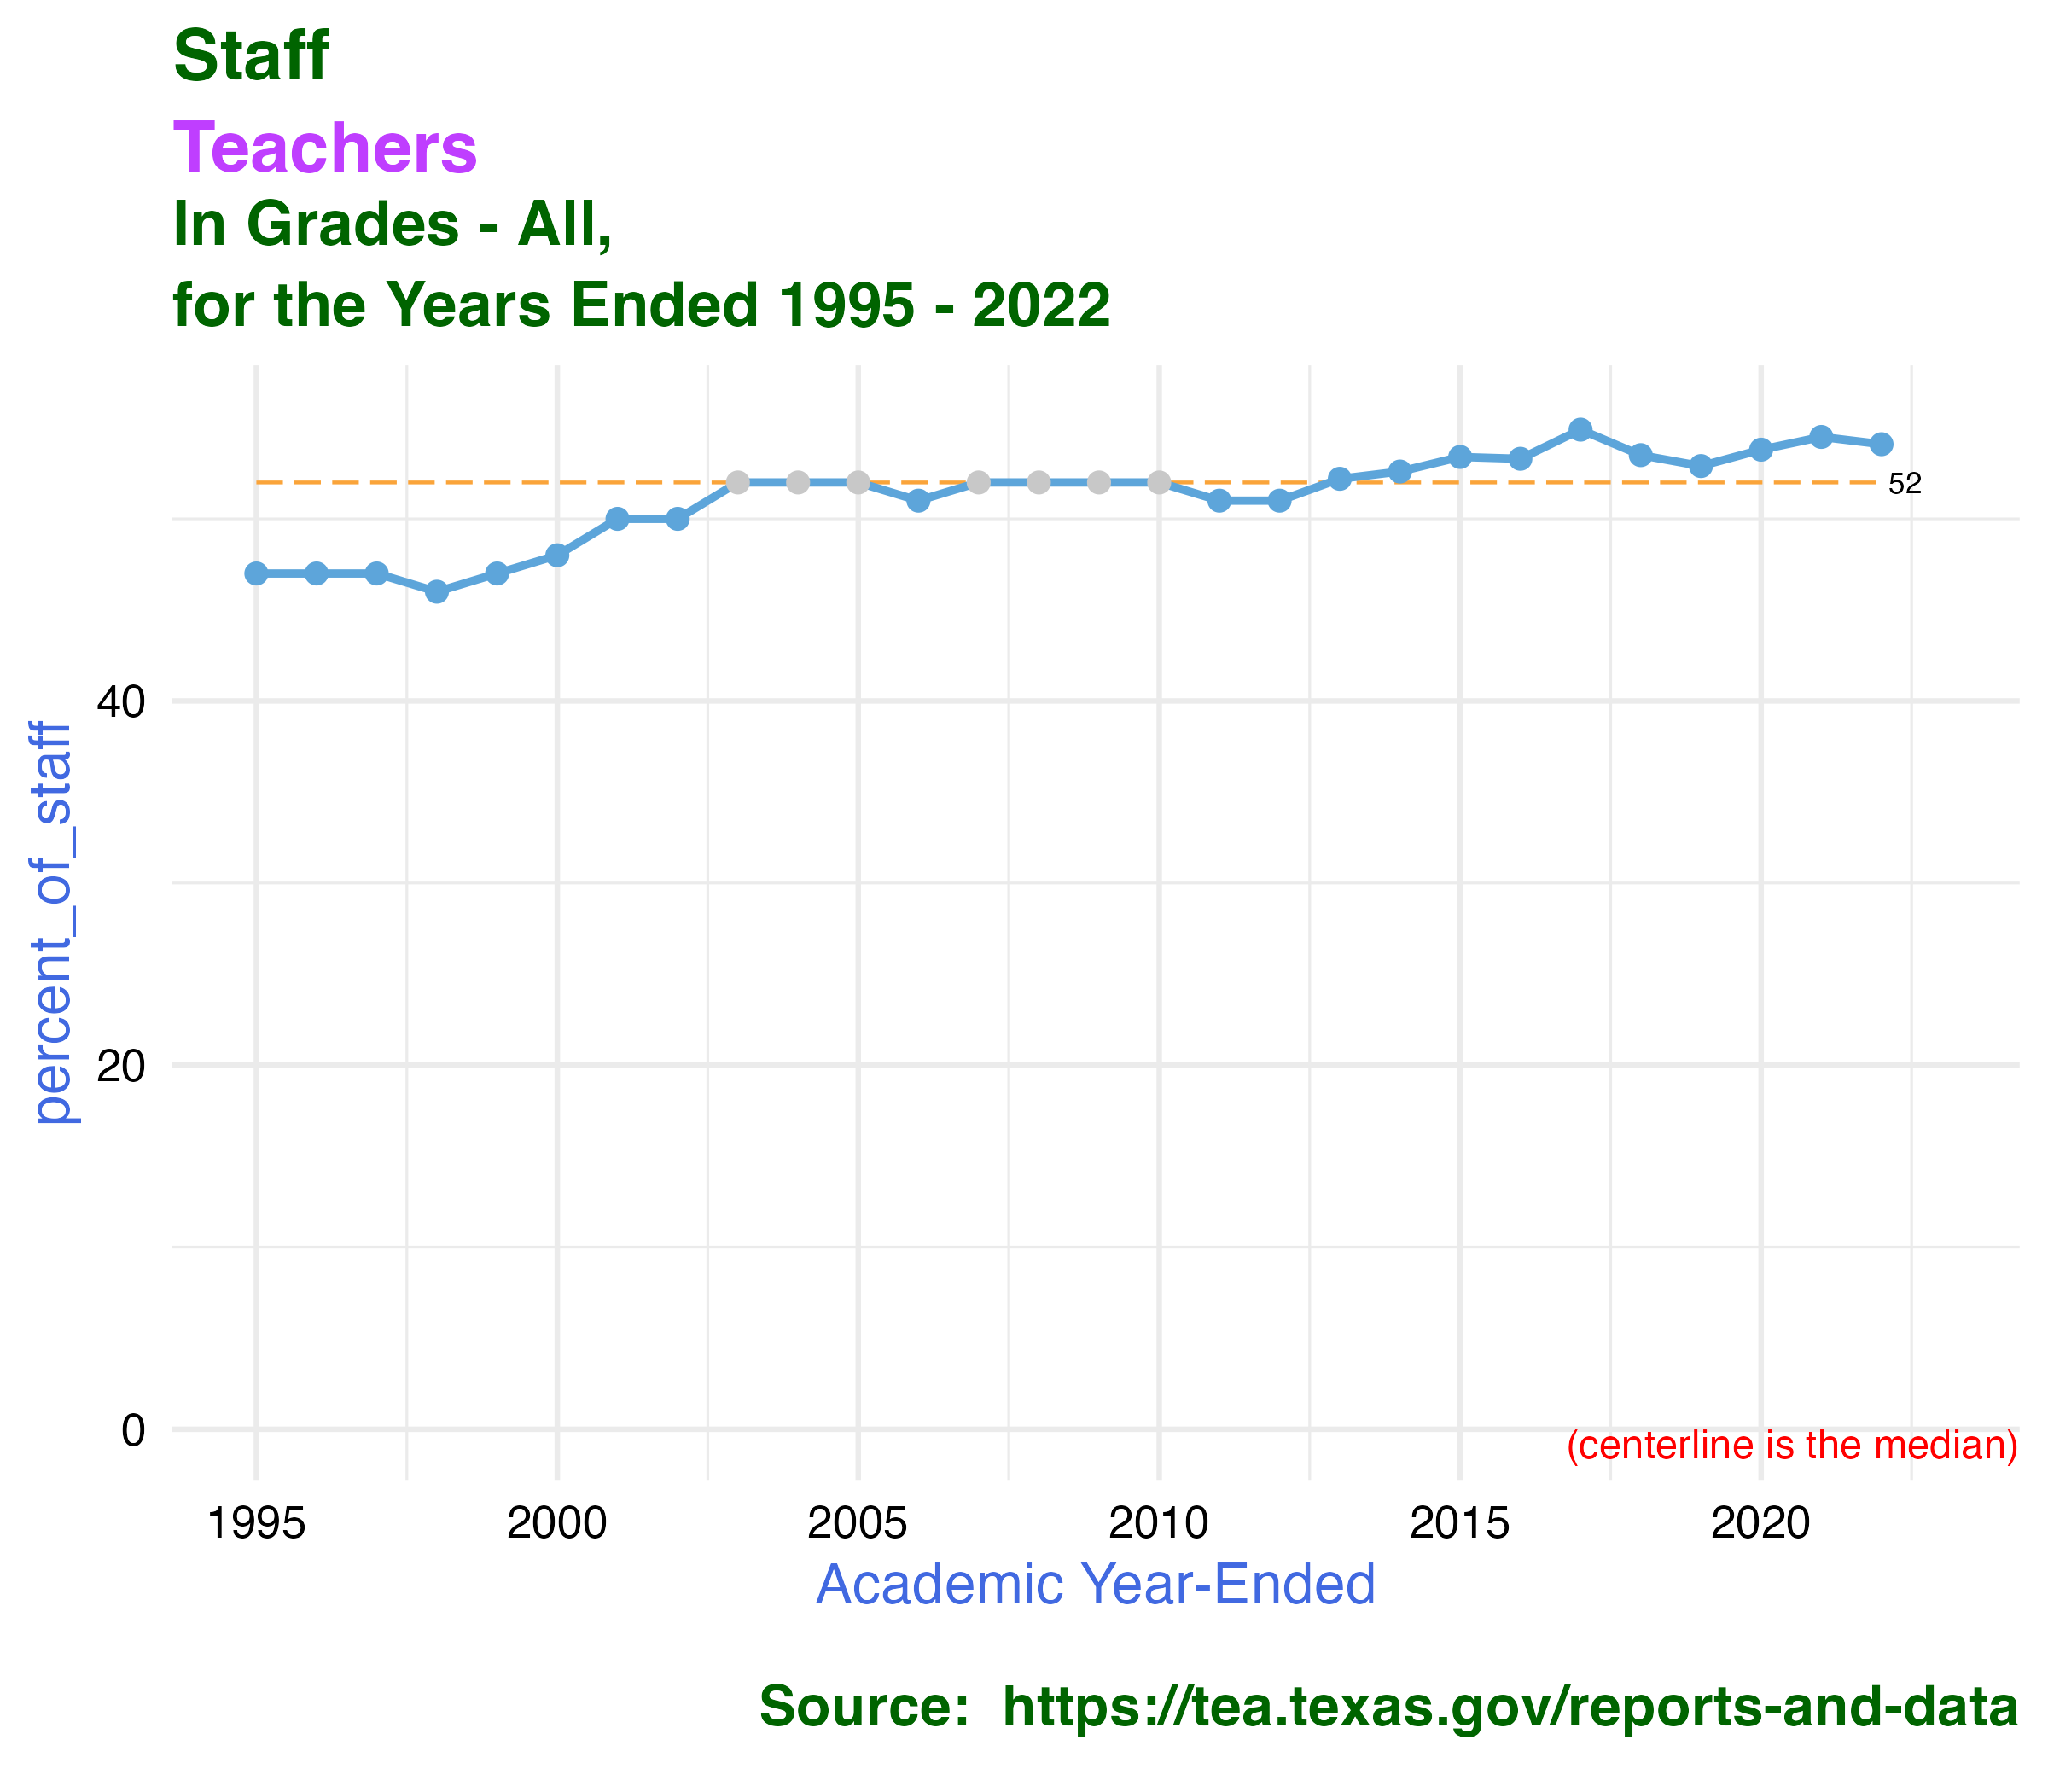 Staff
Teachers
In Grades - All,
for the Years Ended 1995 - 2022
52
40
20
0
percent_of_staff
(centerline is the median)
1995 2000 2005 2010 2015 2020
Academic Year-Ended
Source:  https://tea.texas.gov/reports-and-data